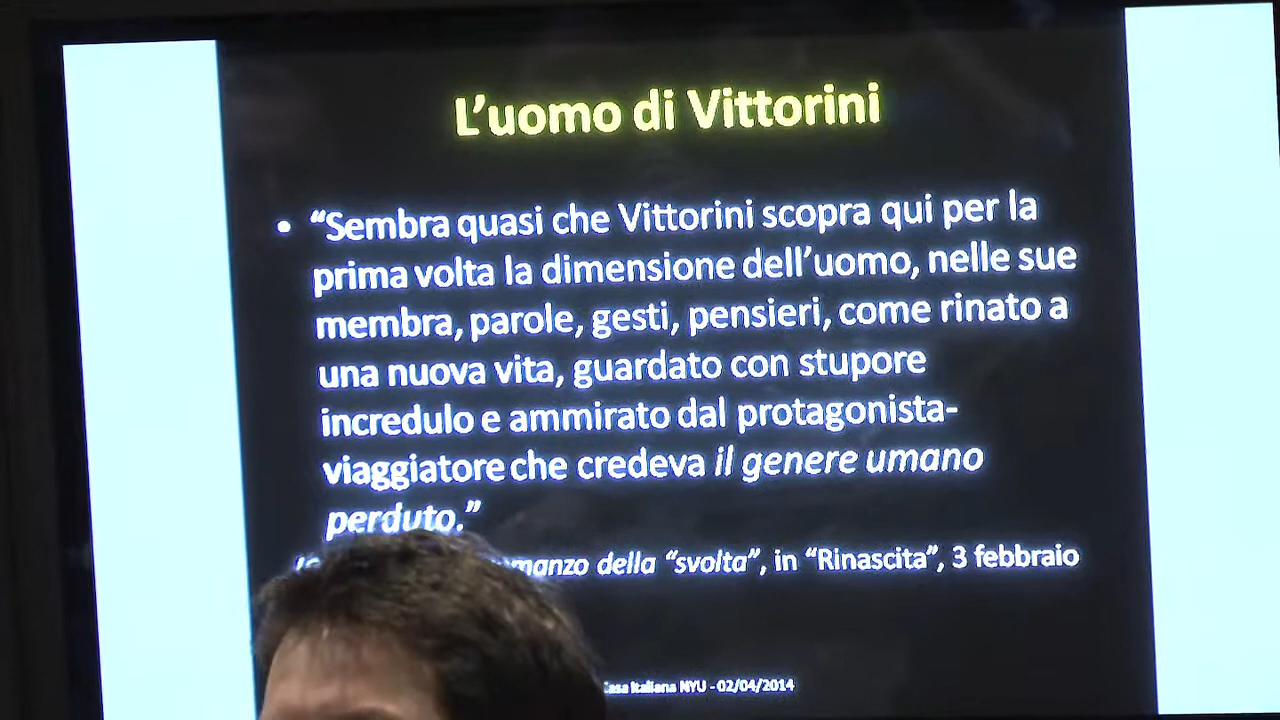 L'uomo di Vittorini
• "Sembra quasi che Vittorini scopra qui per la
prima volta la dimensione dell'uomo, nelle sue
membra, parole, gesti, pensieri, come rinato a
una nuova vita, guardato con stupore
incredulo e ammirato dal protagonista-
viaggiatore che credeva il genere umano
perduto."
della "svolta", in "Rinascita", 3 febbraio
Italiana NYU - 02/04/2014